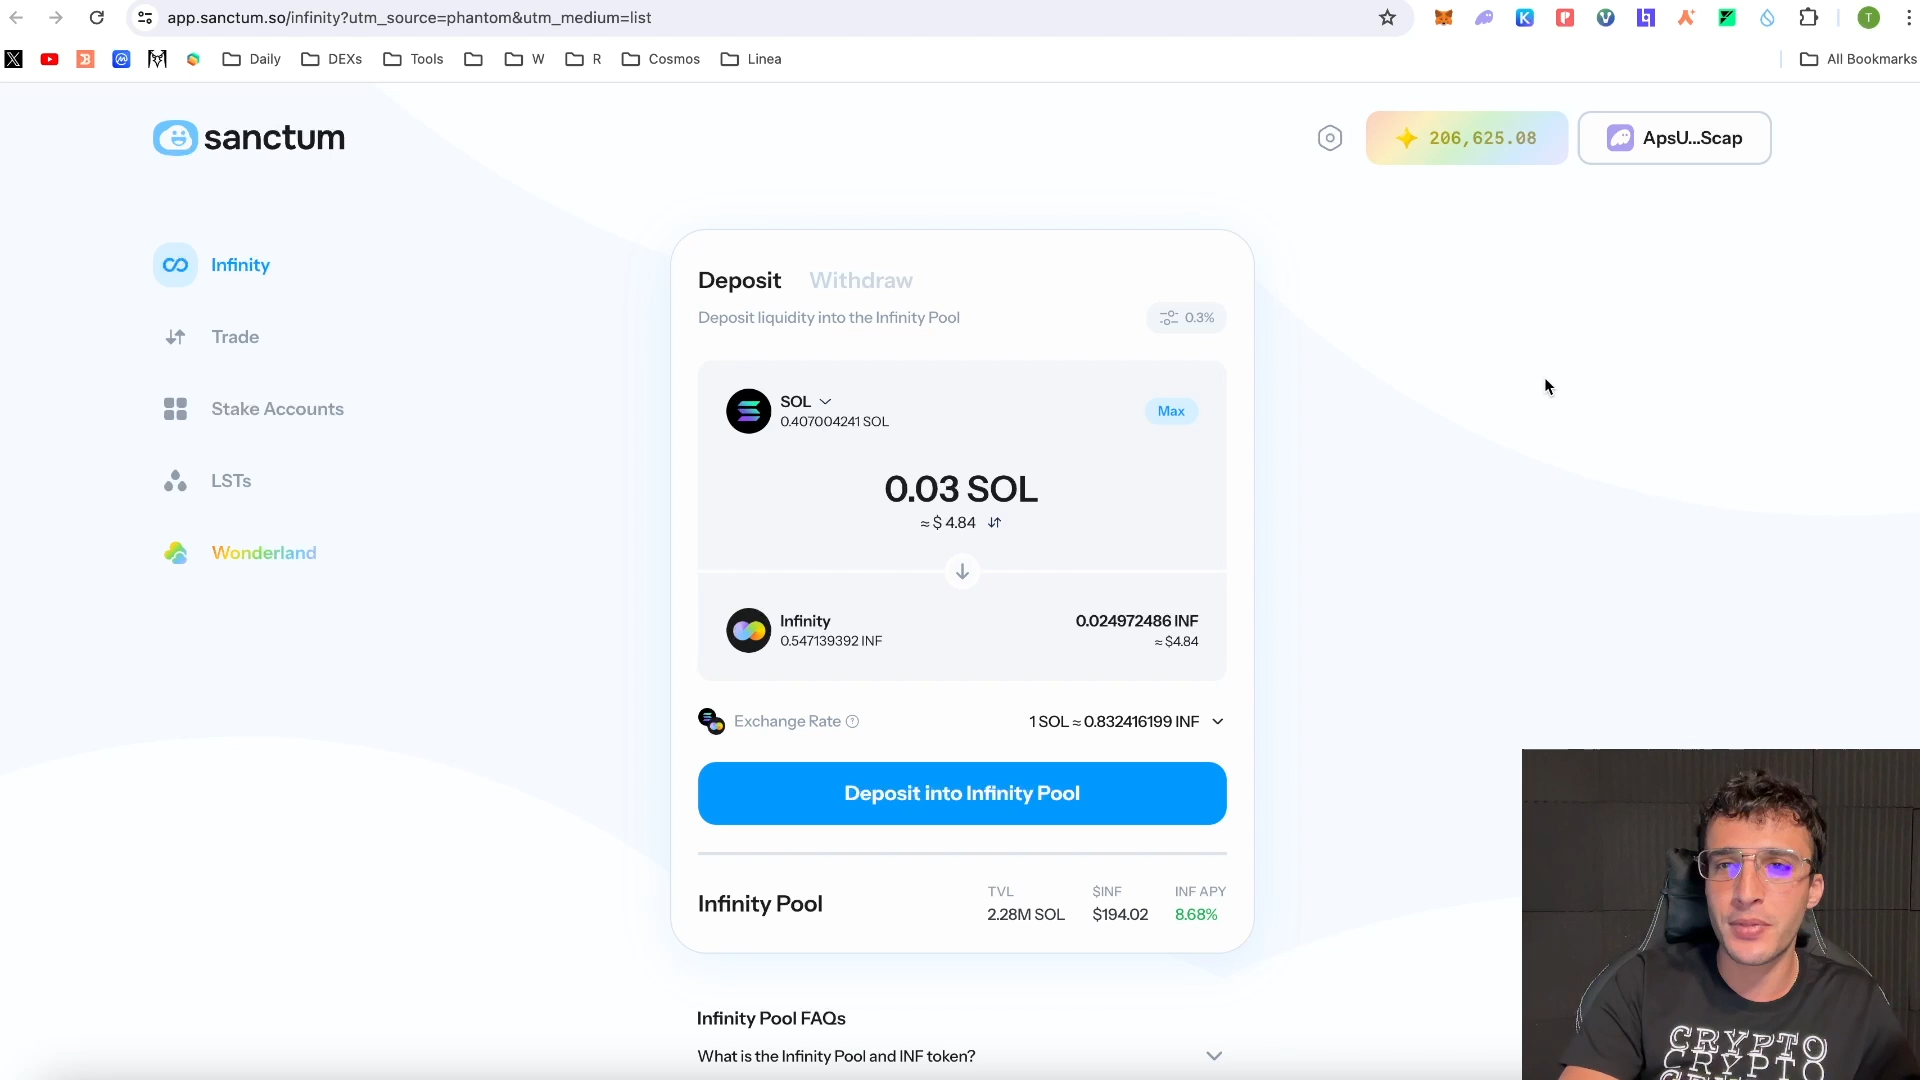 app.sanctum.so/infinity?utm_source=phantom&utm_medium=list
T
Daily
DEXs
Tools
W
R
Cosmos
Linea
All Bookmarks
sanctum
206,625.08
ApsU...Scap
Infinity
Trade
Stake Accounts
LSTs
Wonderland
Deposit Withdraw
Deposit liquidity into the Infinity Pool
0.3%
SOL
0.407004241 SOL
Max
0.03 SOL
≈ $ 4.84
Infinity
0.547139392 INF
0.024972486 INF
≈ $4.84
Exchange Rate
1 SOL ≈ 0.832416199 INF
Deposit into Infinity Pool
Infinity Pool
TVL
2.28M SOL
$INF
$194.02
INF APY
8.68%
Infinity Pool FAQs
What is the Infinity Pool and INF token?
CRYPTO
CRYPTO